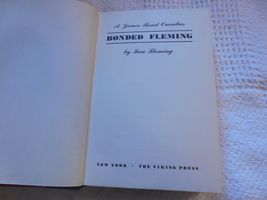 A James Bond Omnibus
BONDED FLEMING
by Ian Fleming
NEW YORK · THE VIKING PRESS